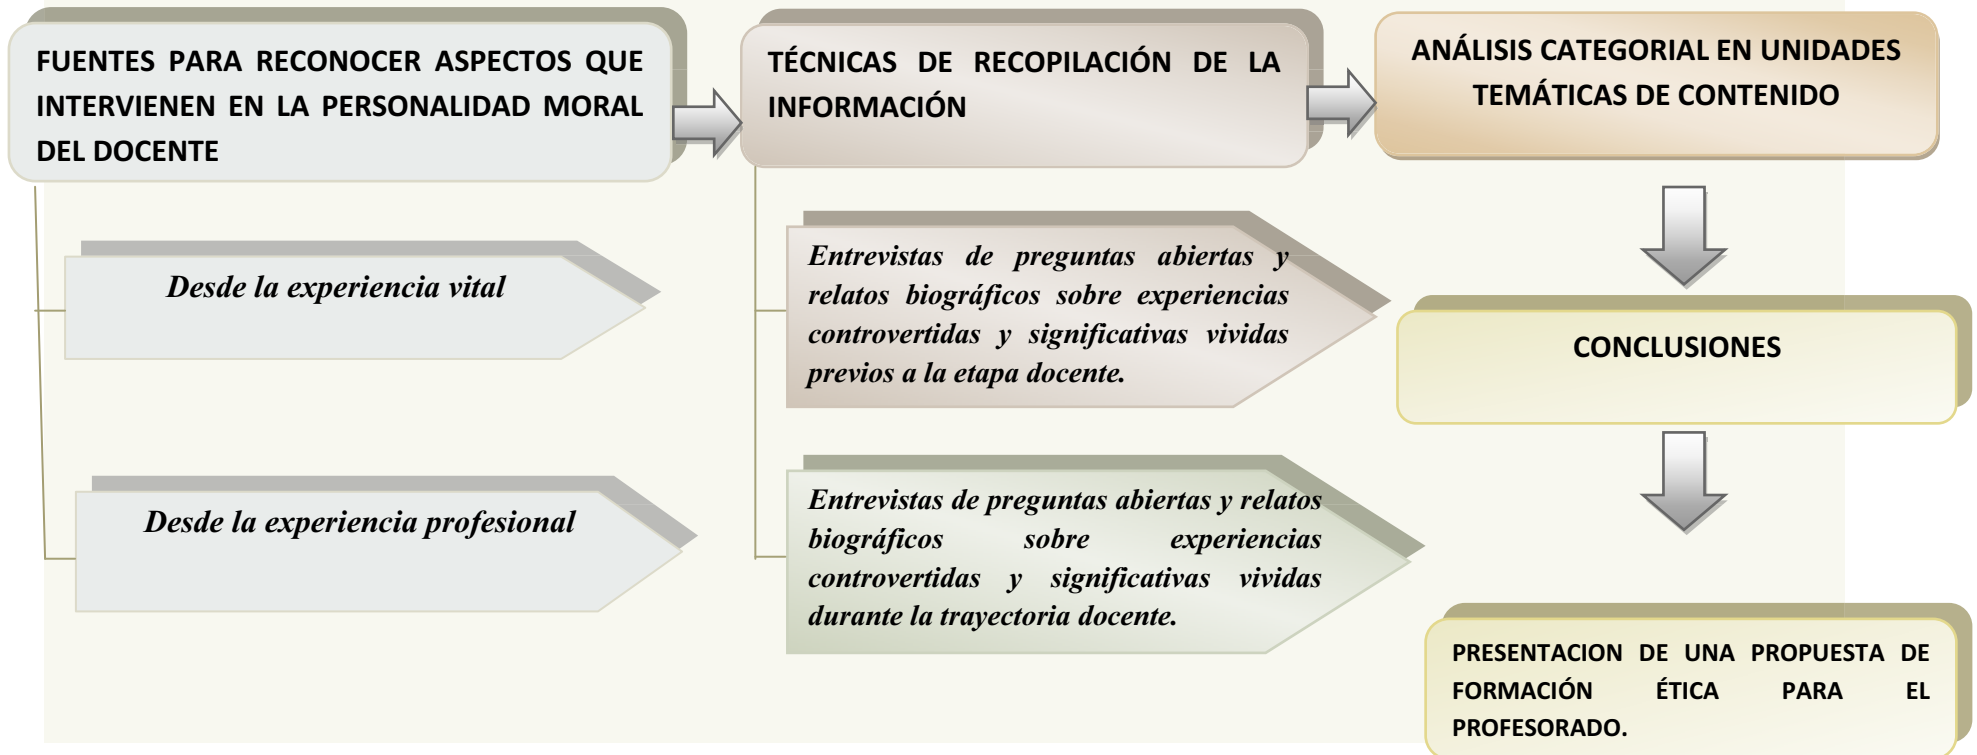 FUENTES PARA RECONOCER ASPECTOS QUE
INTERVIENEN EN LA PERSONALIDAD MORAL
DEL DOCENTE
Desde la experiencia vital
Desde la experiencia profesional
TÉCNICAS DE RECOPILACIÓN DE LA
INFORMACIÓN
Entrevistas de preguntas abiertas y
relatos biográficos sobre experiencias
controvertidas y significativas vividas
previos a la etapa docente.
Entrevistas de preguntas abiertas y relatos
biográficos sobre experiencias
controvertidas y significativas vividas
durante la trayectoria docente.
ANÁLISIS CATEGORIAL EN UNIDADES
TEMÁTICAS DE CONTENIDO
CONCLUSIONES
PRESENTACION DE UNA PROPUESTA DE
FORMACIÓN ÉTICA PARA EL
PROFESORADO.